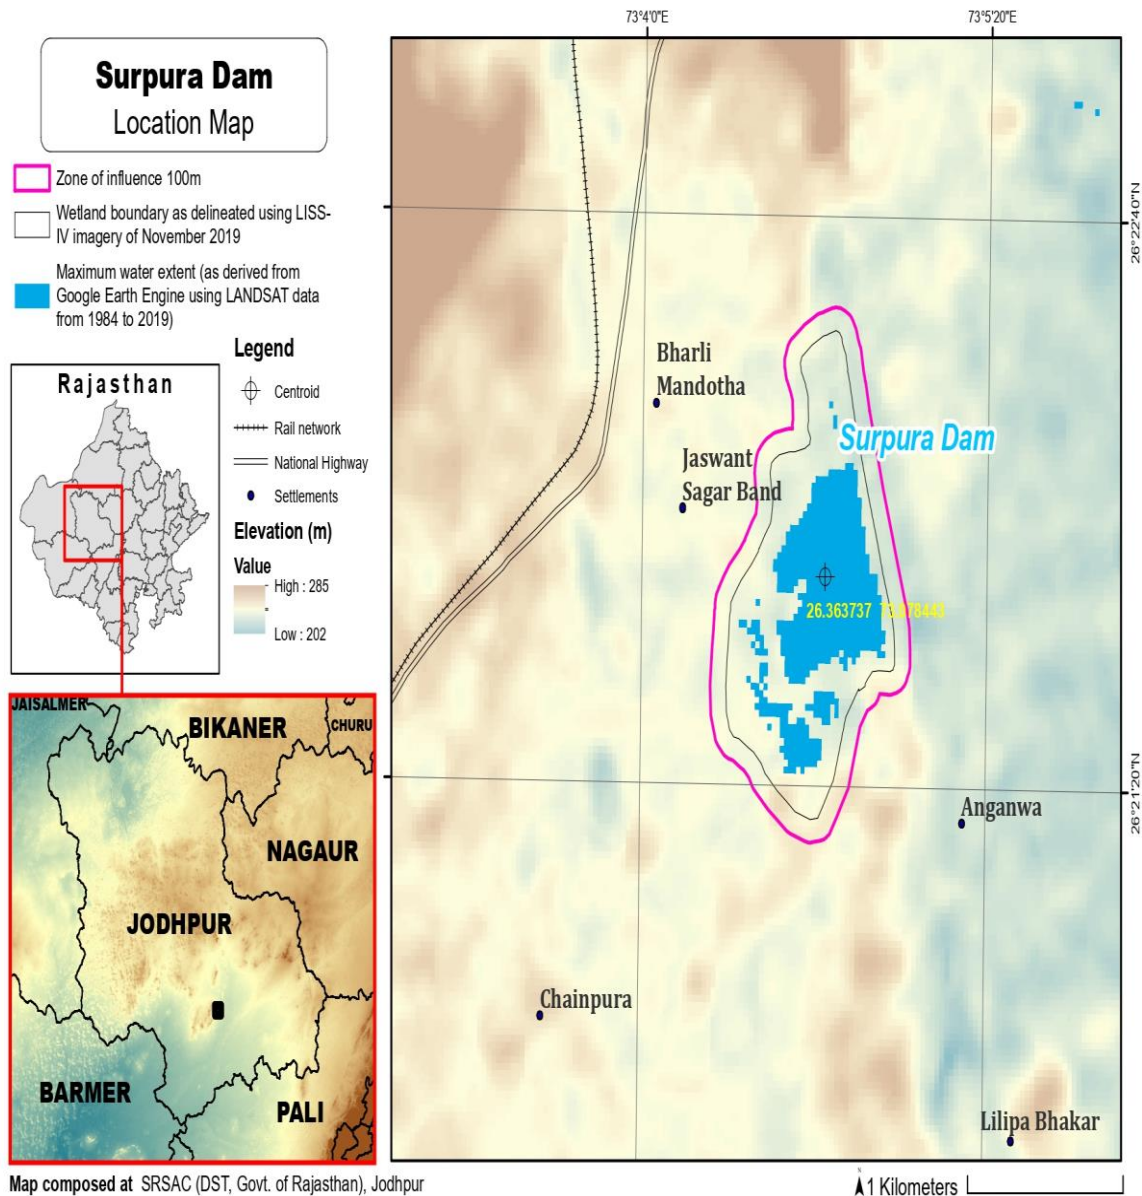 Surpura Dam
Location Map
Zone of influence 100m
Wetland boundary as delineated using LISS-
IV imagery of November 2019
Maximum water extent (as derived from
Google Earth Engine using LANDSAT data
from 1984 to 2019)
Rajasthan
Legend
Centroid
Rail network
National Highway
Settlements
Elevation (m)
Value
High : 285
Low : 202
JAISALMER
BIKANER
CHURU
NAGAUR
JODHPUR
BARMER
PALI
Map composed at SRSAC (DST, Govt. of Rajasthan), Jodhpur
73°4'0"E
73°5'20"E
26°22'40"N
26°21'20"N
Bharli
Mandotha
Surpura Dam
Jaswant
Sagar Band
26.363737 73.078443
Anganwa
Chainpura
Lilipa Bhakar
N
1 Kilometers